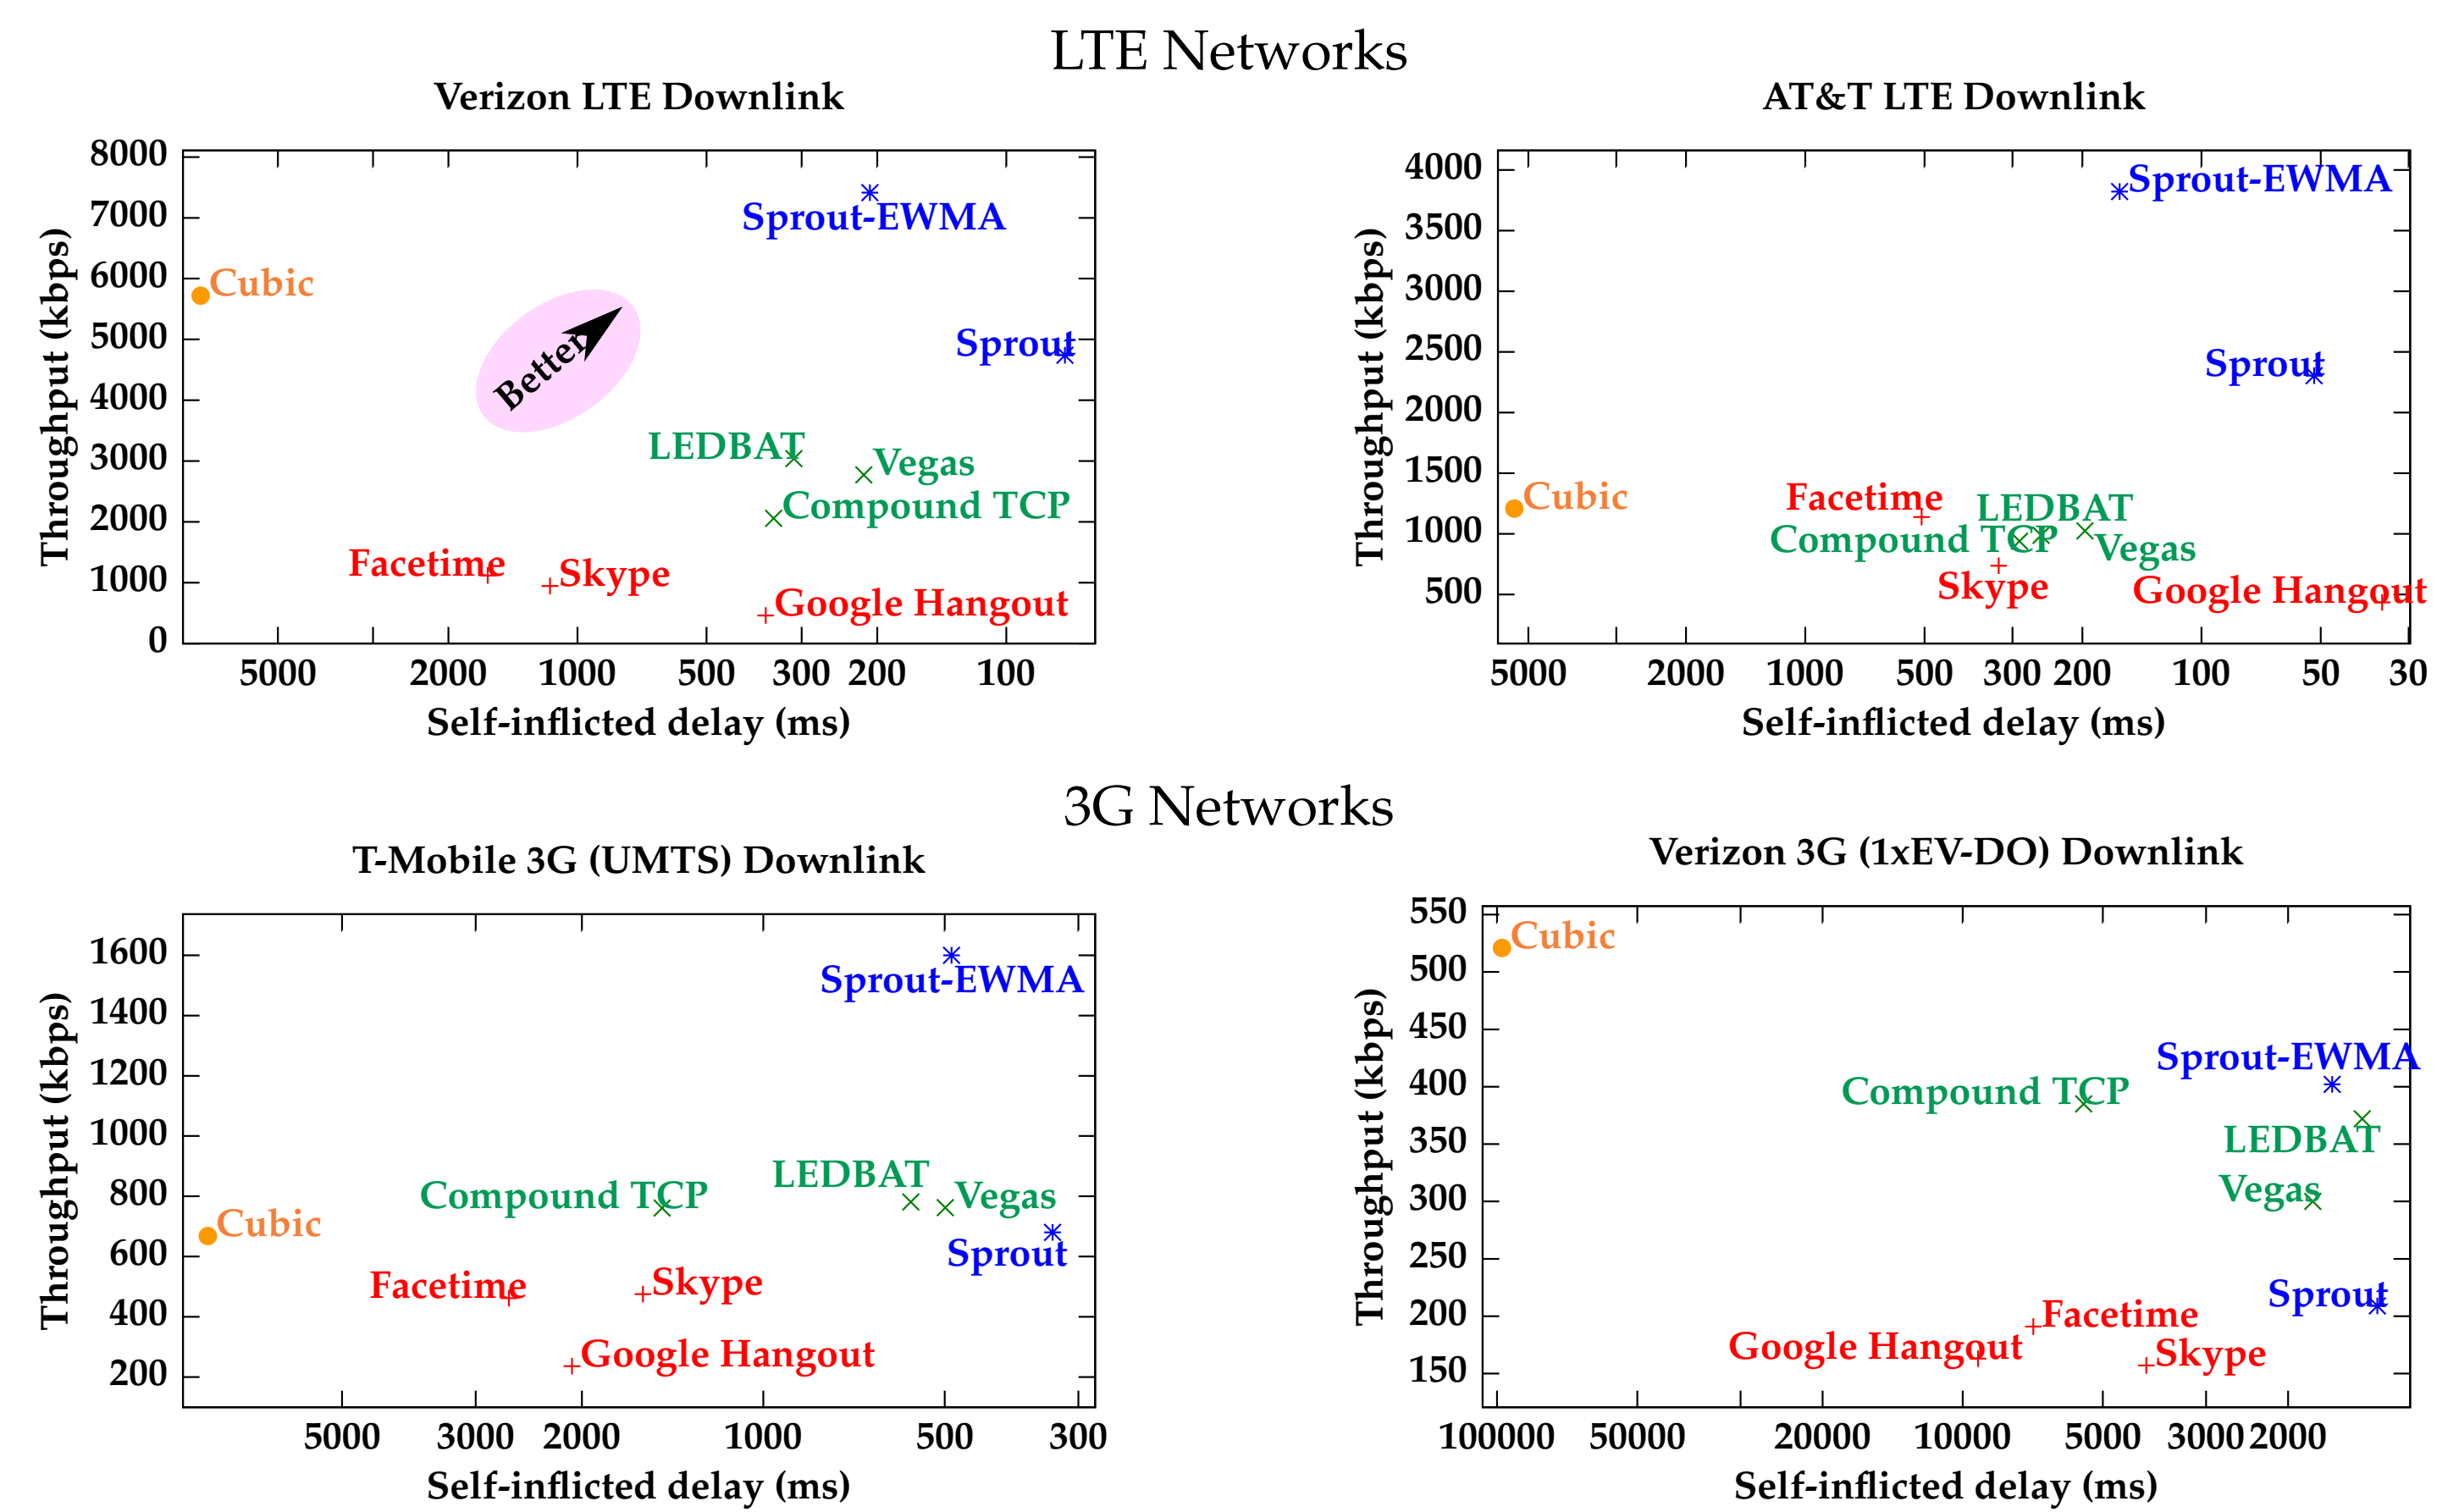 LTE Networks
Verizon LTE Downlink
8000
7000
6000
5000
4000
3000
2000
1000
0
Throughput (kbps)
Cubic
Better
Sprout-EWMA
Sprout
LEDBAT
Vegas
Compound TCP
Facetime
Skype
Google Hangout
5000 2000 1000 500 300 200 100
Self-inflicted delay (ms)
AT&T LTE Downlink
4000
3500
3000
2500
2000
1500
1000
500
Throughput (kbps)
Sprout-EWMA
Sprout
Cubic
Facetime
LEDBAT
Compound TCP
Vegas
Skype
Google Hangout
5000 2000 1000 500 300 200 100 50 30
Self-inflicted delay (ms)
3G Networks
T-Mobile 3G (UMTS) Downlink
1600
1400
1200
1000
800
600
400
200
Throughput (kbps)
Sprout-EWMA
LEDBAT
Compound TCP
Vegas
Cubic
Sprout
Facetime
Skype
Google Hangout
5000 3000 2000 1000 500 300
Self-inflicted delay (ms)
Verizon 3G (1xEV-DO) Downlink
550
500
450
400
350
300
250
200
150
Throughput (kbps)
Cubic
Sprout-EWMA
Compound TCP
LEDBAT
Vegas
Sprout
Facetime
Google Hangout
Skype
100000 50000 20000 10000 5000 3000 2000
Self-inflicted delay (ms)